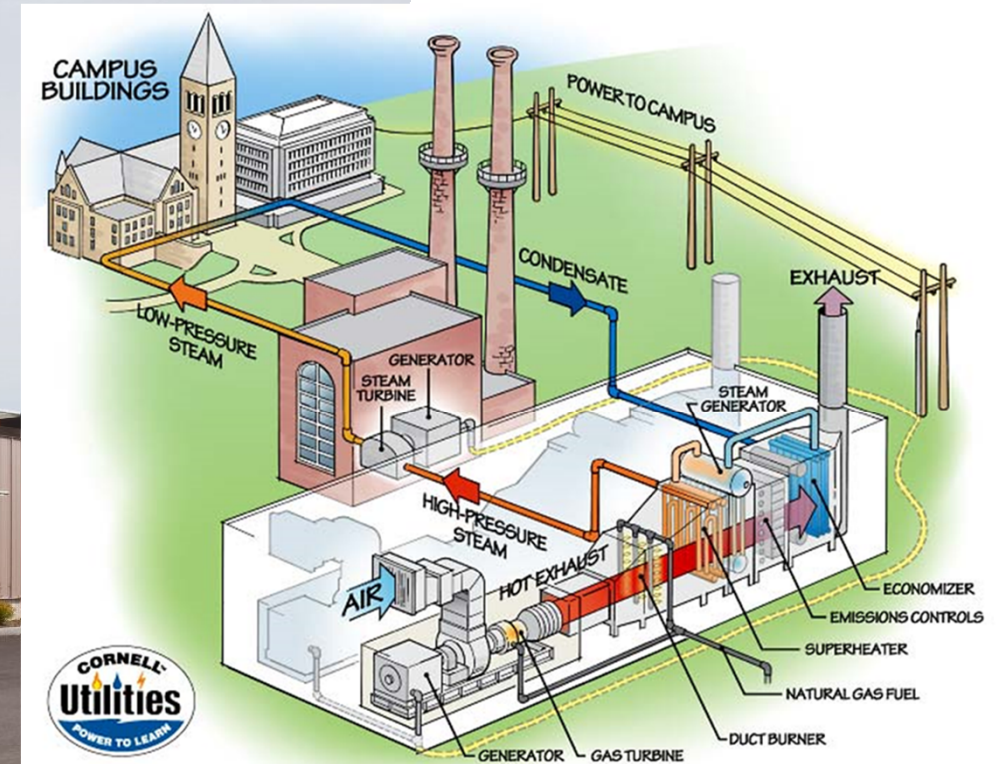 CAMPUS
BUILDINGS
POWER TO CAMPUS
EXHAUST
CONDENSATE
LOW-PRESSURE
STEAM
GENERATOR
STEAM
TURBINE
STEAM
GENERATOR
HIGH-PRESSURE
STEAM
HOT EXHAUST
AIR
ECONOMIZER
EMISSIONS CONTROLS
SUPERHEATER
NATURAL GAS FUEL
DUCT BURNER
GENERATOR
GAS TURBINE
CORNELL
Utilities
POWER TO LEARN